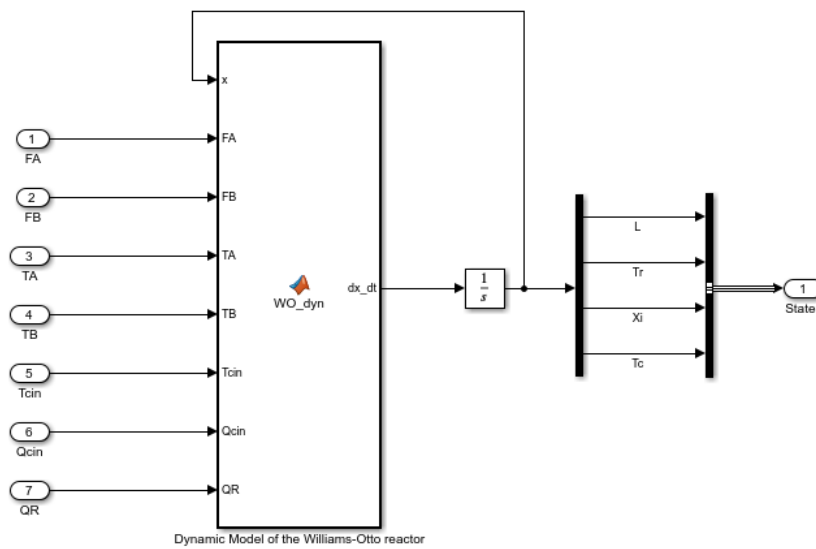 x
1
FA
FA
2
FB
FB
3
TA
TA
4
TB
TB
5
Tcin
Tcin
6
Qcin
Qcin
7
QR
QR
WO_dyn
dx_dt
1
s
L
Tr
Xi
Tc
1
State
Dynamic Model of the Williams-Otto reactor